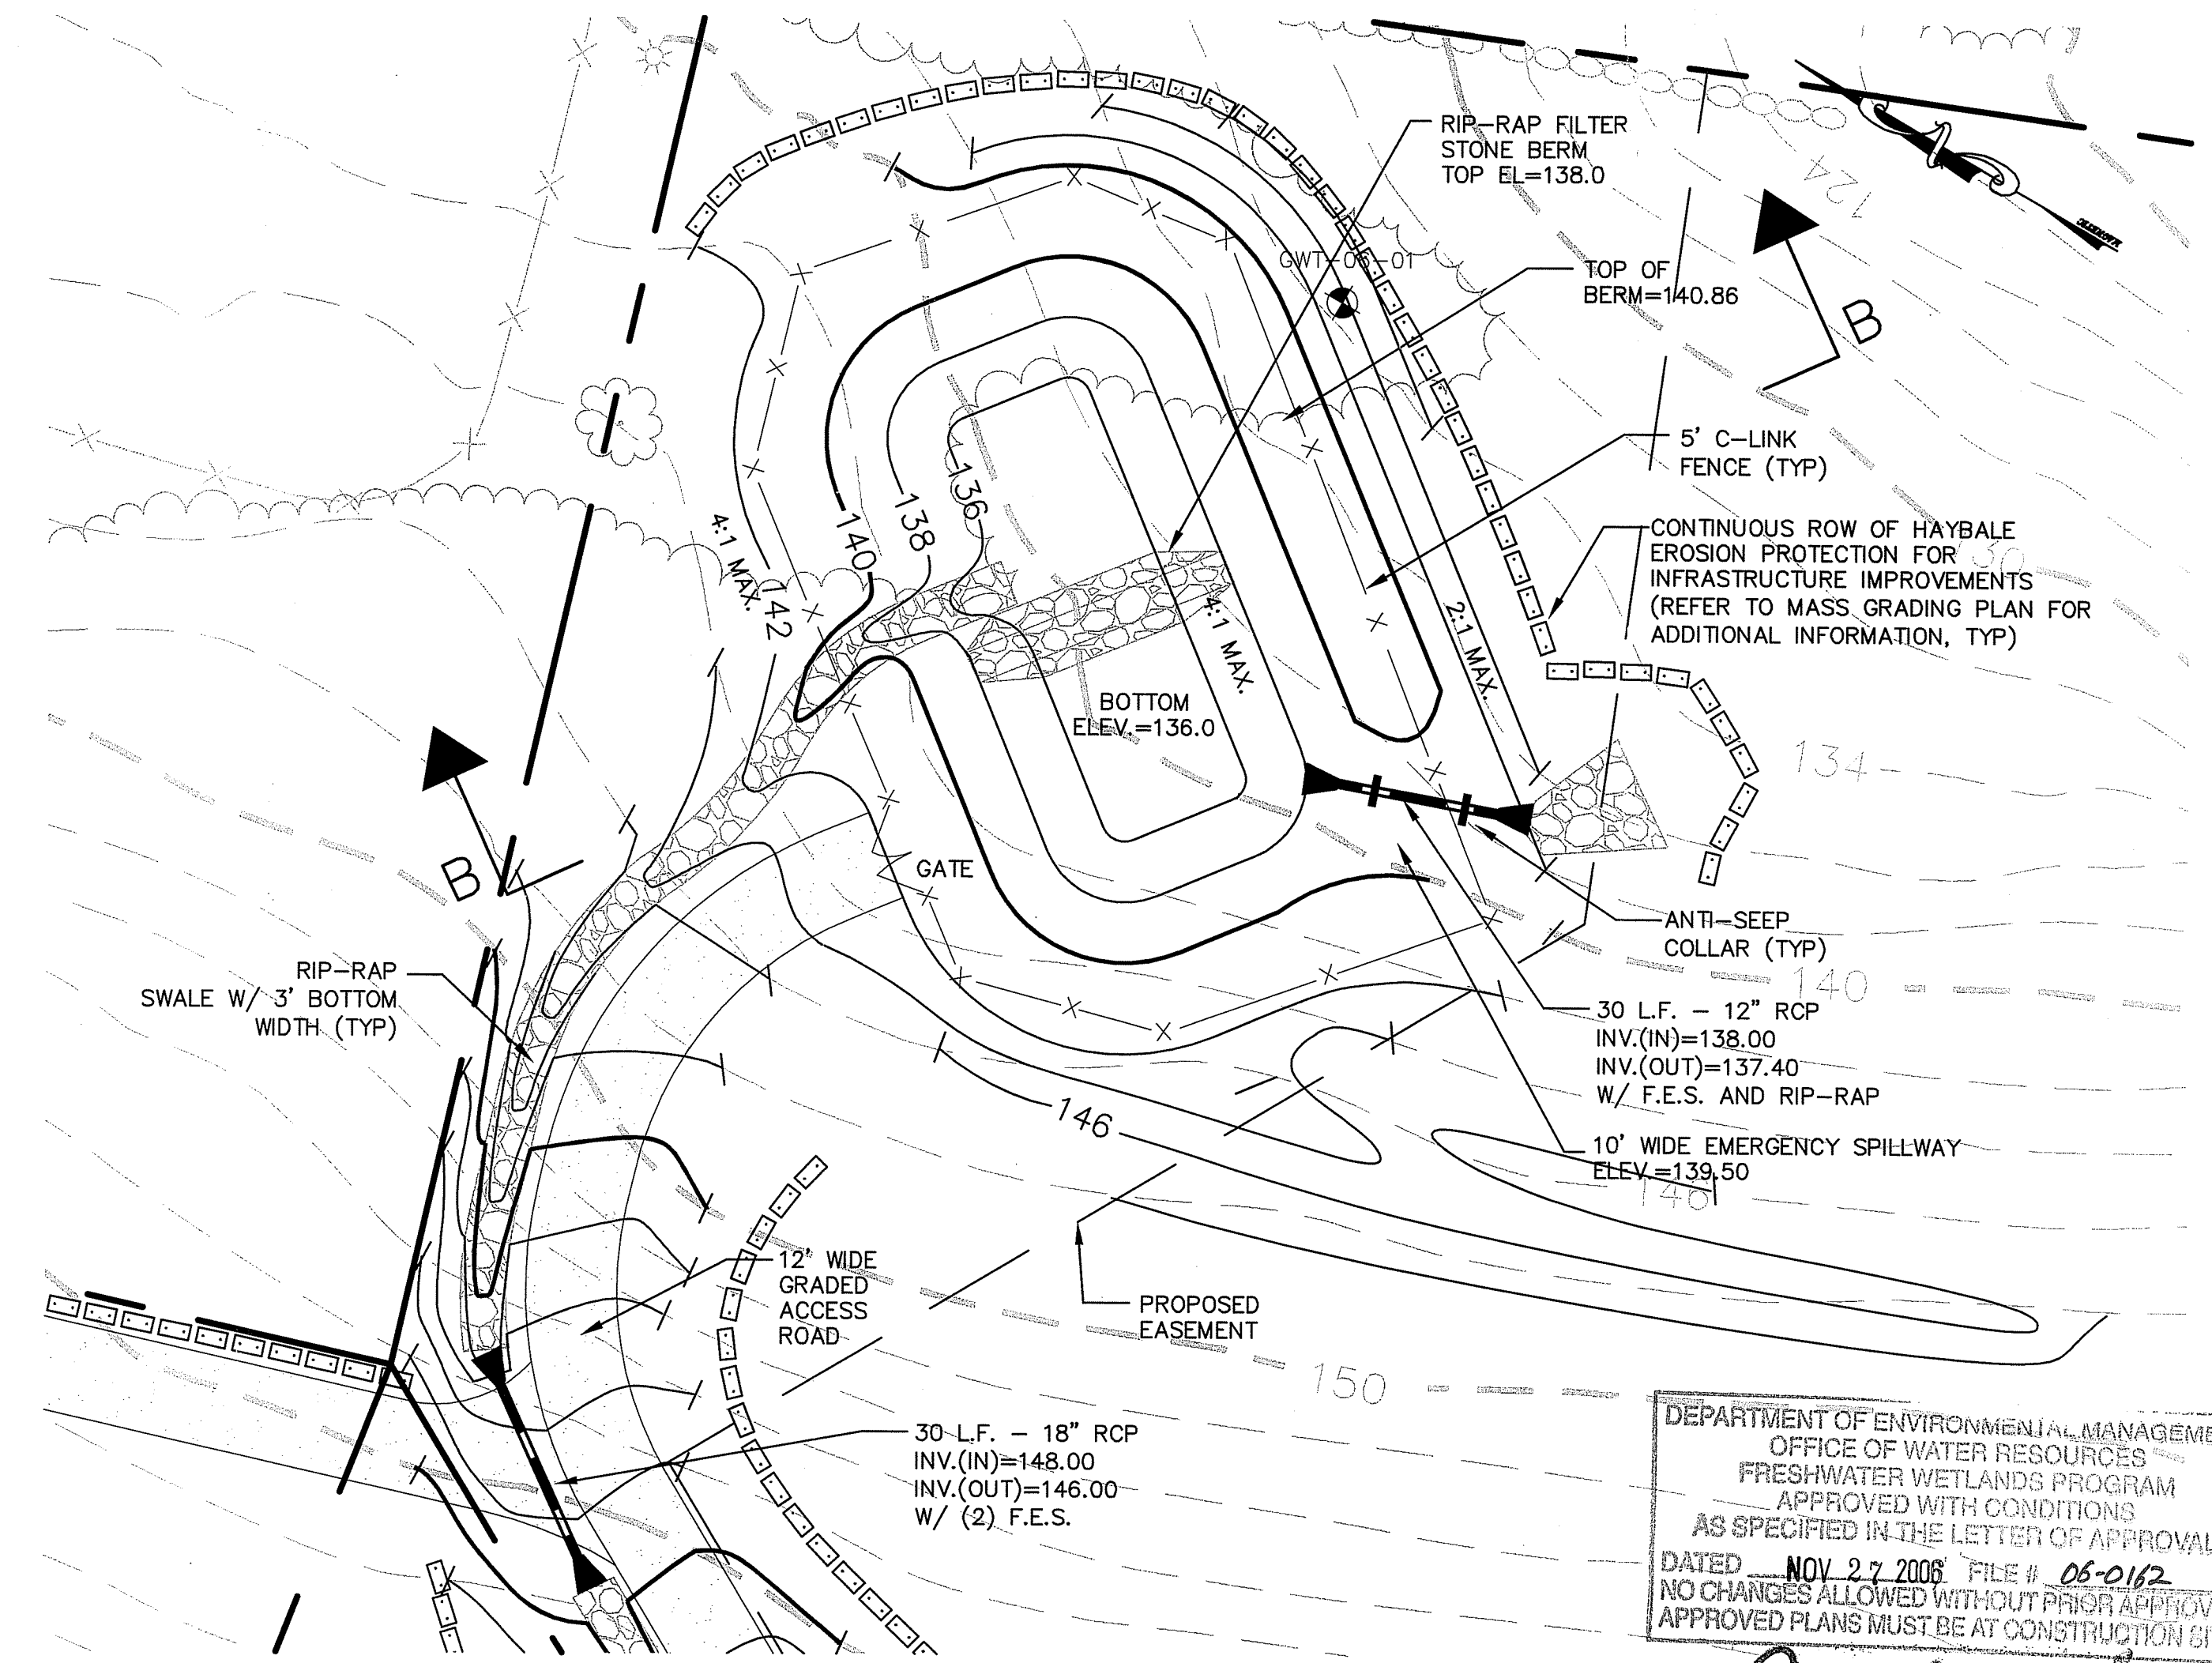 RIP-RAP FILTER
STONE BERM
TOP EL=138.0
124
GWT-06-01
TOP OF
BERM=140.86
B
5' C-LINK
FENCE (TYP)
136
138
140
4:1 MAX.
142
CONTINUOUS ROW OF HAYBALE
EROSION PROTECTION FOR
INFRASTRUCTURE IMPROVEMENTS
(REFER TO MASS GRADING PLAN FOR
ADDITIONAL INFORMATION, TYP)
130
4:1 MAX.
2:1 MAX.
BOTTOM
ELEV.=136.0
134
B
GATE
ANTI-SEEP
COLLAR (TYP)
RIP-RAP
SWALE W/ 3' BOTTOM
WIDTH (TYP)
140
30 L.F. - 12" RCP
INV.(IN)=138.00
INV.(OUT)=137.40
W/ F.E.S. AND RIP-RAP
146
10' WIDE EMERGENCY SPILLWAY
ELEV.=139.50
146
12' WIDE
GRADED
ACCESS
ROAD
PROPOSED
EASEMENT
150
30 L.F. - 18" RCP
INV.(IN)=148.00
INV.(OUT)=146.00
W/ (2) F.E.S.
DEPARTMENT OF ENVIRONMENTAL MANAGEME
OFFICE OF WATER RESOURCES
FRESHWATER WETLANDS PROGRAM
APPROVED WITH CONDITIONS
AS SPECIFIED IN THE LETTER OF APPROVAL
DATED NOV 27 2006 FILE # 06-0162
NO CHANGES ALLOWED WITHOUT PRIOR APPROV
APPROVED PLANS MUST BE AT CONSTRUCTION SI